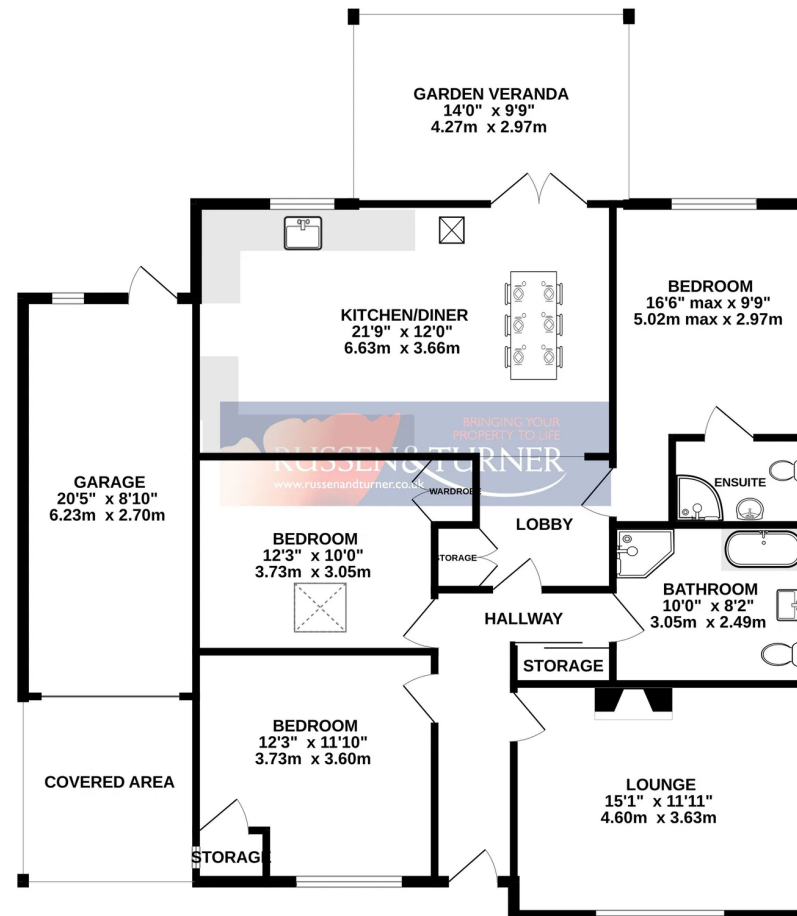 GARDEN VERANDA
14'0" x 9'9"
4.27m x 2.97m
KITCHEN/DINER
21'9" x 12'0"
6.63m x 3.66m
BEDROOM
16'6" max x 9'9"
5.02m max x 2.97m
BRINGING YOUR
PROPERTY TO LIFE
RUSSEN & TURNER
www.russenandturner.co.uk
GARAGE
20'5" x 8'10"
6.23m x 2.70m
WARDROBE
ENSUITE
LOBBY
BEDROOM
12'3" x 10'0"
3.73m x 3.05m
STORAGE
BATHROOM
10'0" x 8'2"
3.05m x 2.49m
HALLWAY
STORAGE
BEDROOM
12'3" x 11'10"
3.73m x 3.60m
COVERED AREA
LOUNGE
15'1" x 11'11"
4.60m x 3.63m
STORAGE